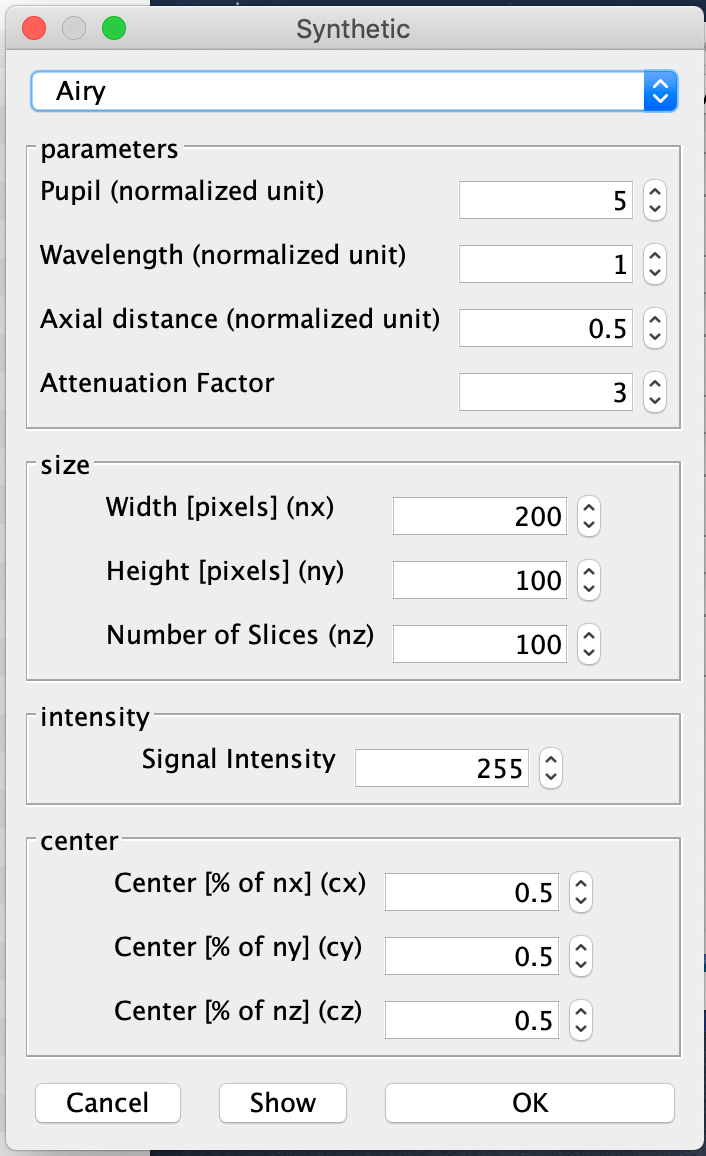 Synthetic
Airy
parameters
Pupil (normalized unit) 5
Wavelength (normalized unit) 1
Axial distance (normalized unit) 0.5
Attenuation Factor 3
size
Width [pixels] (nx) 200
Height [pixels] (ny) 100
Number of Slices (nz) 100
intensity
Signal Intensity 255
center
Center [% of nx] (cx) 0.5
Center [% of ny] (cy) 0.5
Center [% of nz] (cz) 0.5
Cancel Show OK